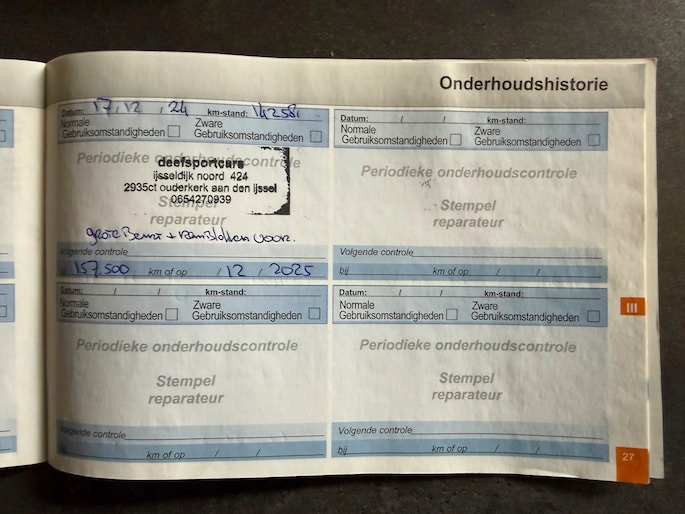 Onderhoudshistorie
Datum: 17, 12, 24 km-stand: 142581
Normale Zware
Gebruiksomstandigheden Gebruiksomstandigheden
Periodieke onderhoudscontrole
deefsportcars
ijsseldijk noord 424
2935ct ouderkerk aan den ijssel
0654270939
Stempel
reparateur
grote Beurt + remblokken voor.
Volgende controle
157.500 km of op / 12 / 2025
Datum: / / km-stand:
Normale Zware
Gebruiksomstandigheden Gebruiksomstandigheden
Periodieke onderhoudscontrole
Stempel
reparateur
Volgende controle
bij km of op / /
Datum: / / km-stand:
Normale Zware
Gebruiksomstandigheden Gebruiksomstandigheden
Periodieke onderhoudscontrole
Stempel
reparateur
Volgende controle
bij km of op / /
Datum: / / km-stand:
Normale Zware
Gebruiksomstandigheden Gebruiksomstandigheden
Periodieke onderhoudscontrole
Stempel
reparateur
Volgende controle
bij km of op / /
III
27